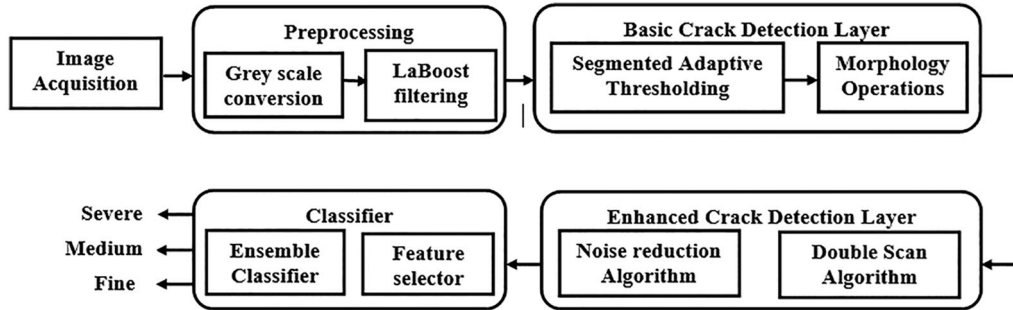 Image
Acquisition
Preprocessing
Grey scale
conversion
LaBoost
filtering
Basic Crack Detection Layer
Segmented Adaptive
Thresholding
Morphology
Operations
Severe
Medium
Fine
Classifier
Ensemble
Classifier
Feature
selector
Enhanced Crack Detection Layer
Noise reduction
Algorithm
Double Scan
Algorithm